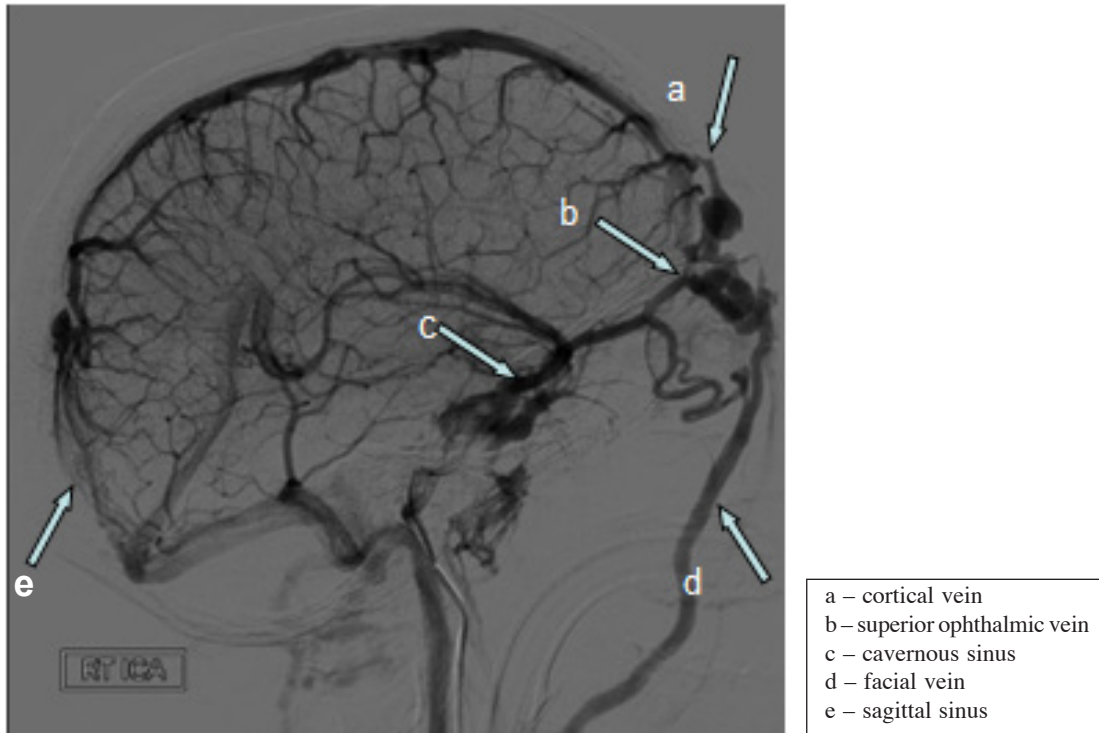 a
b
c
d
e
RT ICA
a – cortical vein
b – superior ophthalmic vein
c – cavernous sinus
d – facial vein
e – sagittal sinus